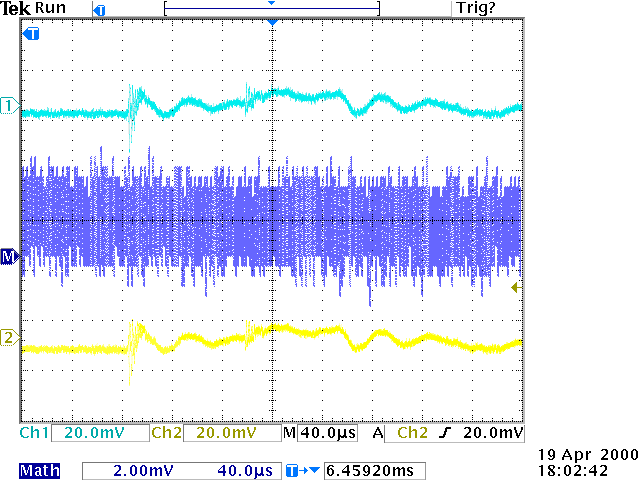 Tek Run T Trig?
T
1
M
2
Ch1 20.0mV Ch2 20.0mV M 40.0µs A Ch2 20.0mV
Math 2.00mV 40.0µs T 6.45920ms
19 Apr 2000
18:02:42